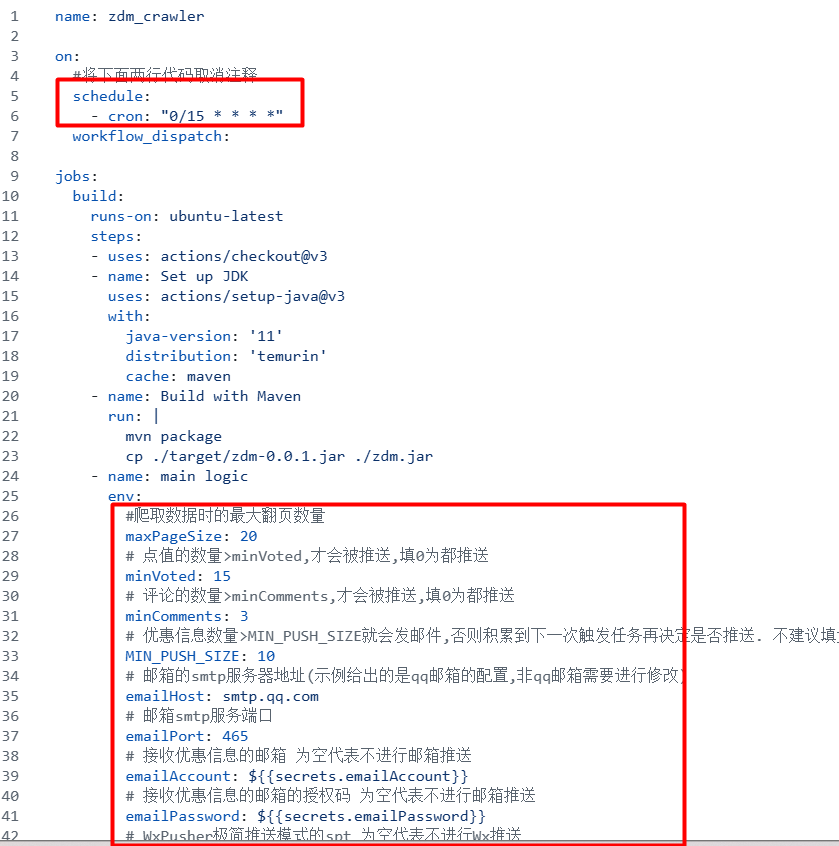 1 name: zdm_crawler
2
3 on:
4 #将下面两行代码取消注释
5 schedule:
6 - cron: "0/15 * * * *"
7 workflow_dispatch:
8
9 jobs:
10 build:
11 runs-on: ubuntu-latest
12 steps:
13 - uses: actions/checkout@v3
14 - name: Set up JDK
15 uses: actions/setup-java@v3
16 with:
17 java-version: '11'
18 distribution: 'temurin'
19 cache: maven
20 - name: Build with Maven
21 run: |
22 mvn package
23 cp ./target/zdm-0.0.1.jar ./zdm.jar
24 - name: main logic
25 env:
26 #爬取数据时的最大翻页数量
27 maxPageSize: 20
28 # 点值的数量>minVoted,才会被推送,填0为都推送
29 minVoted: 15
30 # 评论的数量>minComments,才会被推送,填0为都推送
31 minComments: 3
32 # 优惠信息数量>MIN_PUSH_SIZE就会发邮件,否则积累到下一次触发任务再决定是否推送. 不建议填
33 MIN_PUSH_SIZE: 10
34 # 邮箱的smtp服务器地址(示例给出的是qq邮箱的配置,非qq邮箱需要进行修改)
35 emailHost: smtp.qq.com
36 # 邮箱smtp服务端口
37 emailPort: 465
38 # 接收优惠信息的邮箱 为空代表不进行邮箱推送
39 emailAccount: ${{secrets.emailAccount}}
40 # 接收优惠信息的邮箱的授权码 为空代表不进行邮箱推送
41 emailPassword: ${{secrets.emailPassword}}
42 # WxPusher极简推送模式的spt 为空代表不进行Wx推送